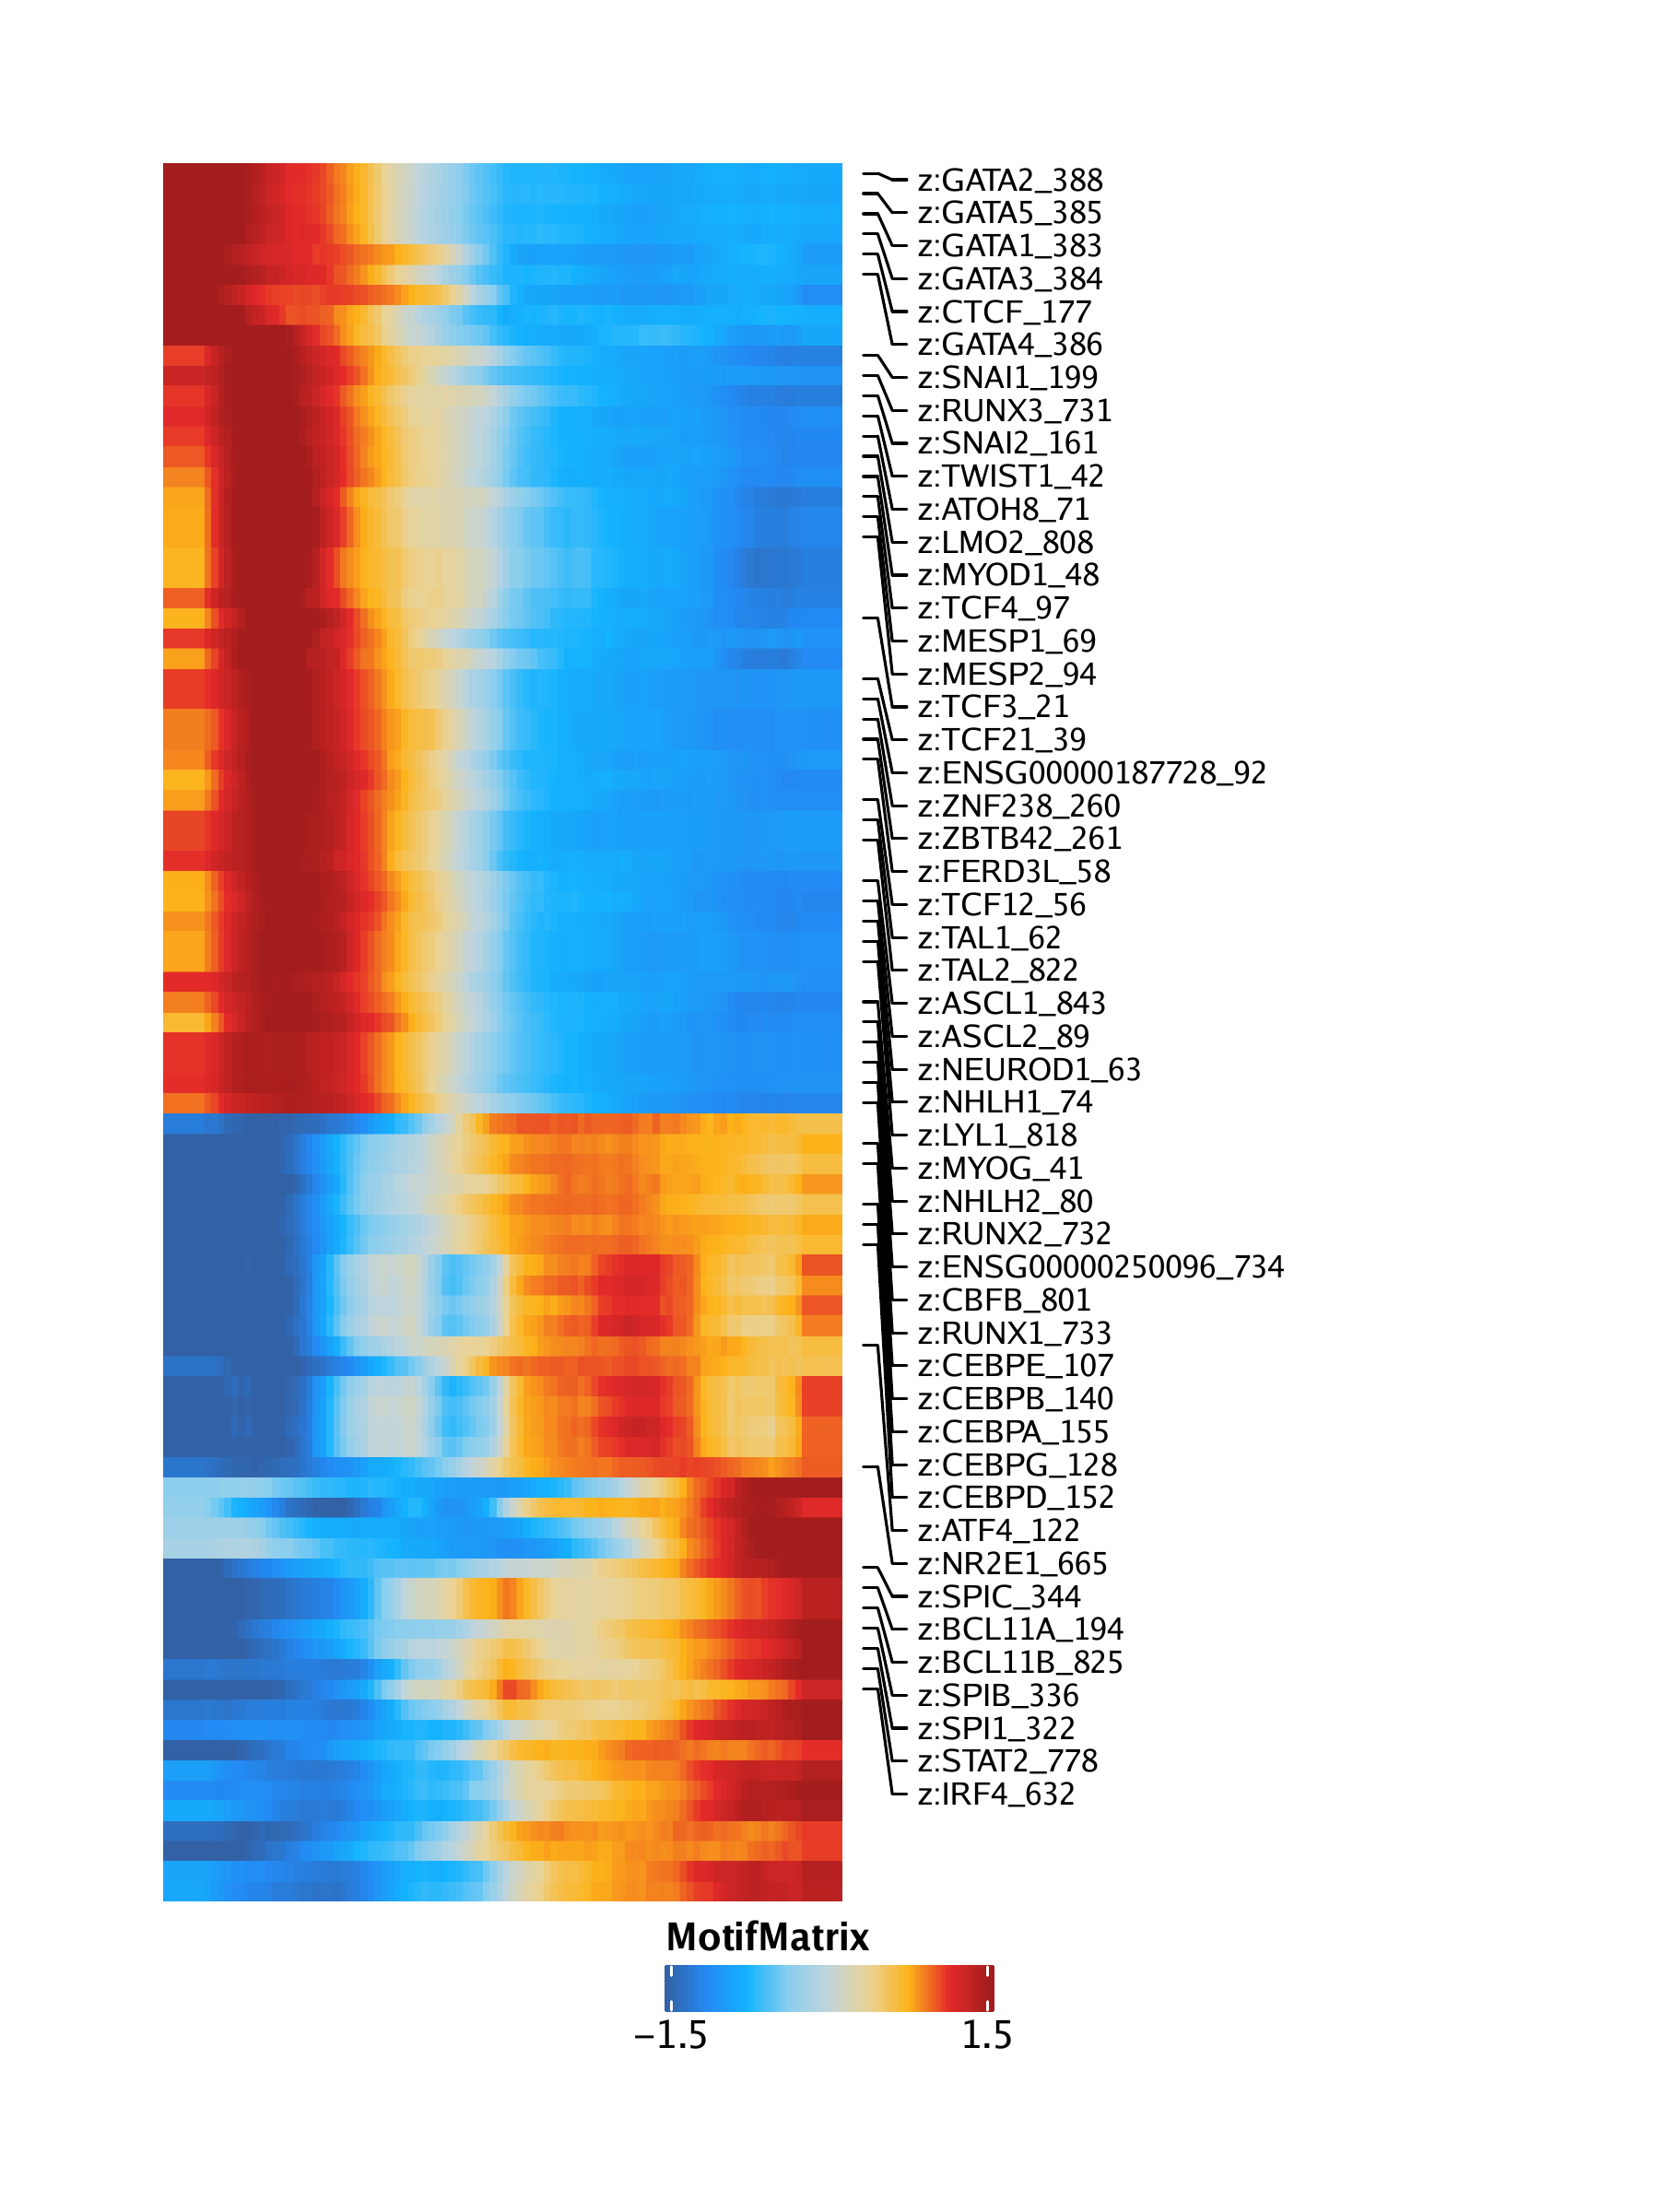 z:GATA2_388
z:GATA5_385
z:GATA1_383
z:GATA3_384
z:CTCF_177
z:GATA4_386
z:SNAI1_199
z:RUNX3_731
z:SNAI2_161
z:TWIST1_42
z:ATOH8_71
z:LMO2_808
z:MYOD1_48
z:TCF4_97
z:MESP1_69
z:MESP2_94
z:TCF3_21
z:TCF21_39
z:ENSG00000187728_92
z:ZNF238_260
z:ZBTB42_261
z:FERD3L_58
z:TCF12_56
z:TAL1_62
z:TAL2_822
z:ASCL1_843
z:ASCL2_89
z:NEUROD1_63
z:NHLH1_74
z:LYL1_818
z:MYOG_41
z:NHLH2_80
z:RUNX2_732
z:ENSG00000250096_734
z:CBFB_801
z:RUNX1_733
z:CEBPE_107
z:CEBPB_140
z:CEBPA_155
z:CEBPG_128
z:CEBPD_152
z:ATF4_122
z:NR2E1_665
z:SPIC_344
z:BCL11A_194
z:BCL11B_825
z:SPIB_336
z:SPI1_322
z:STAT2_778
z:IRF4_632
MotifMatrix
−1.5 1.5